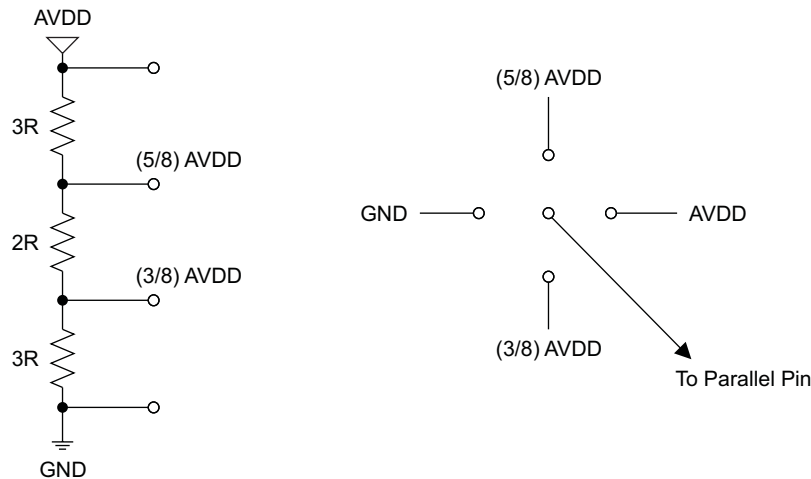 AVDD
3R
(5/8) AVDD
2R
(3/8) AVDD
3R
GND
(5/8) AVDD
GND
AVDD
(3/8) AVDD
To Parallel Pin